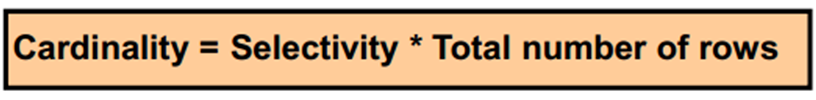 Cardinality = Selectivity * Total number of rows